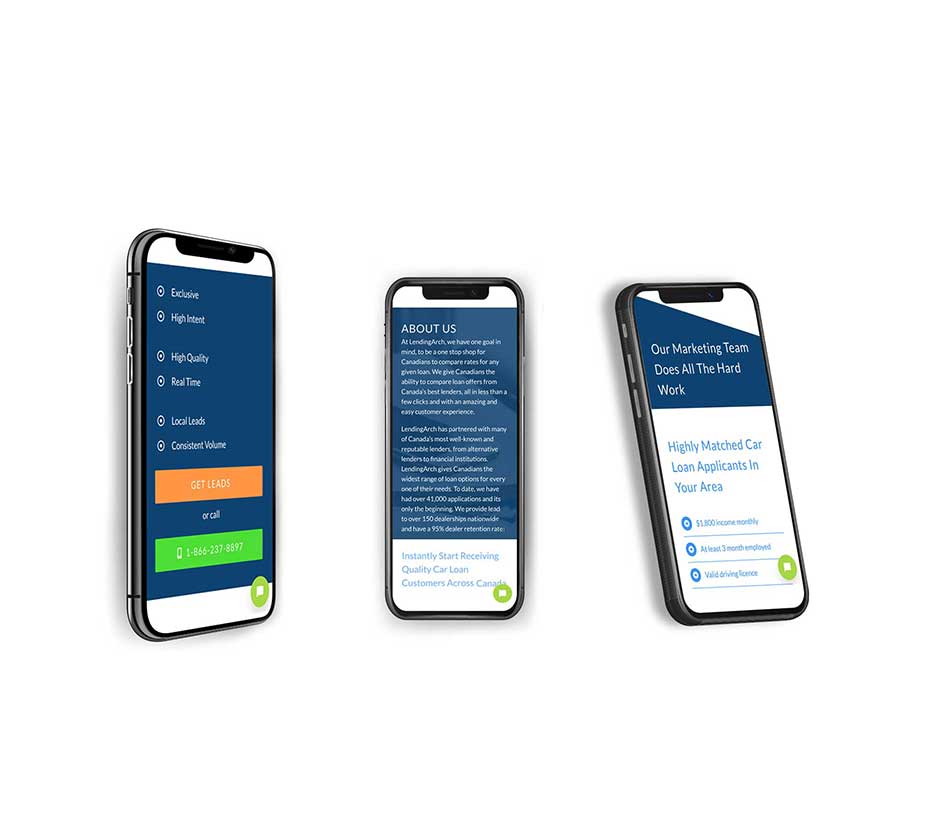 Exclusive
High Intent
High Quality
Real Time
Local Leads
Consistent Volume
GET LEADS
or call
1-866-237-8897
ABOUT US
At LendingArch, we have one goal in
mind, to be a one stop shop for
Canadians to compare rates for any
given loan. We give Canadians the
ability to compare loan offers from
Canada's best lenders, all in less than a
few clicks and with an amazing and
easy customer experience.
LendingArch has partnered with many
of Canada's most well-known and
reputable lenders, from alternative
lenders to financial institutions.
LendingArch gives Canadians the
widest range of loan options for every
one of their needs. To date, we have
had over 41,000 applications and its
only the beginning. We provide lead
to over 150 dealerships nationwide
and have a 95% dealer retention rate:
Instantly Start Receiving
Quality Car Loan
Customers Across Canada
Our Marketing Team
Does All The Hard
Work
Highly Matched Car
Loan Applicants In
Your Area
$1,800 income monthly
At least 3 month employed
Valid driving licence